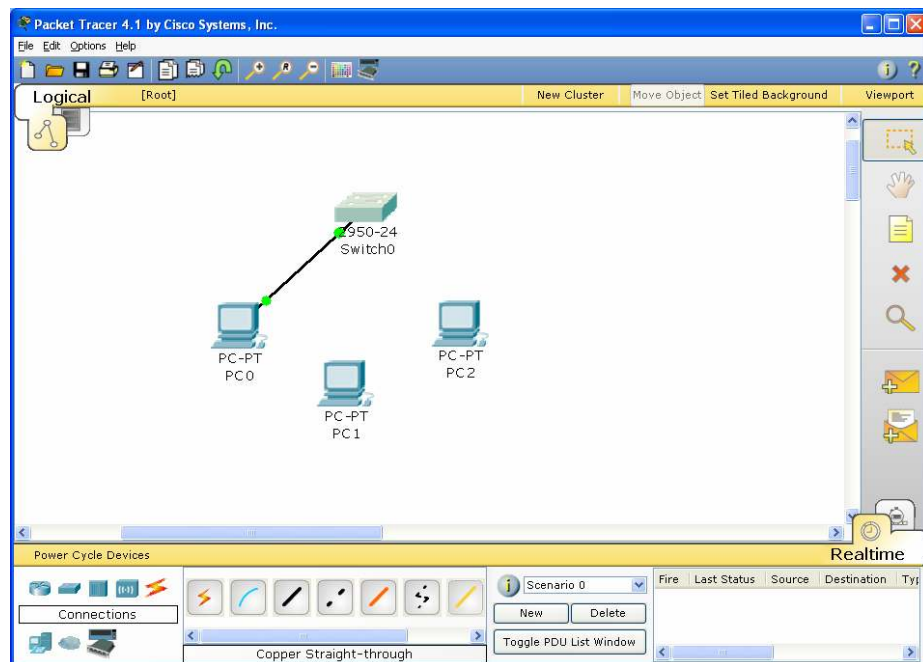 Packet Tracer 4.1 by Cisco Systems, Inc.
File Edit Options Help
Logical [Root] New Cluster Move Object Set Tiled Background Viewport
2950-24
Switch0
PC-PT
PC0
PC-PT
PC2
PC-PT
PC1
Power Cycle Devices Realtime
Connections
Copper Straight-through
Scenario 0
New Delete
Toggle PDU List Window
Fire Last Status Source Destination Typ